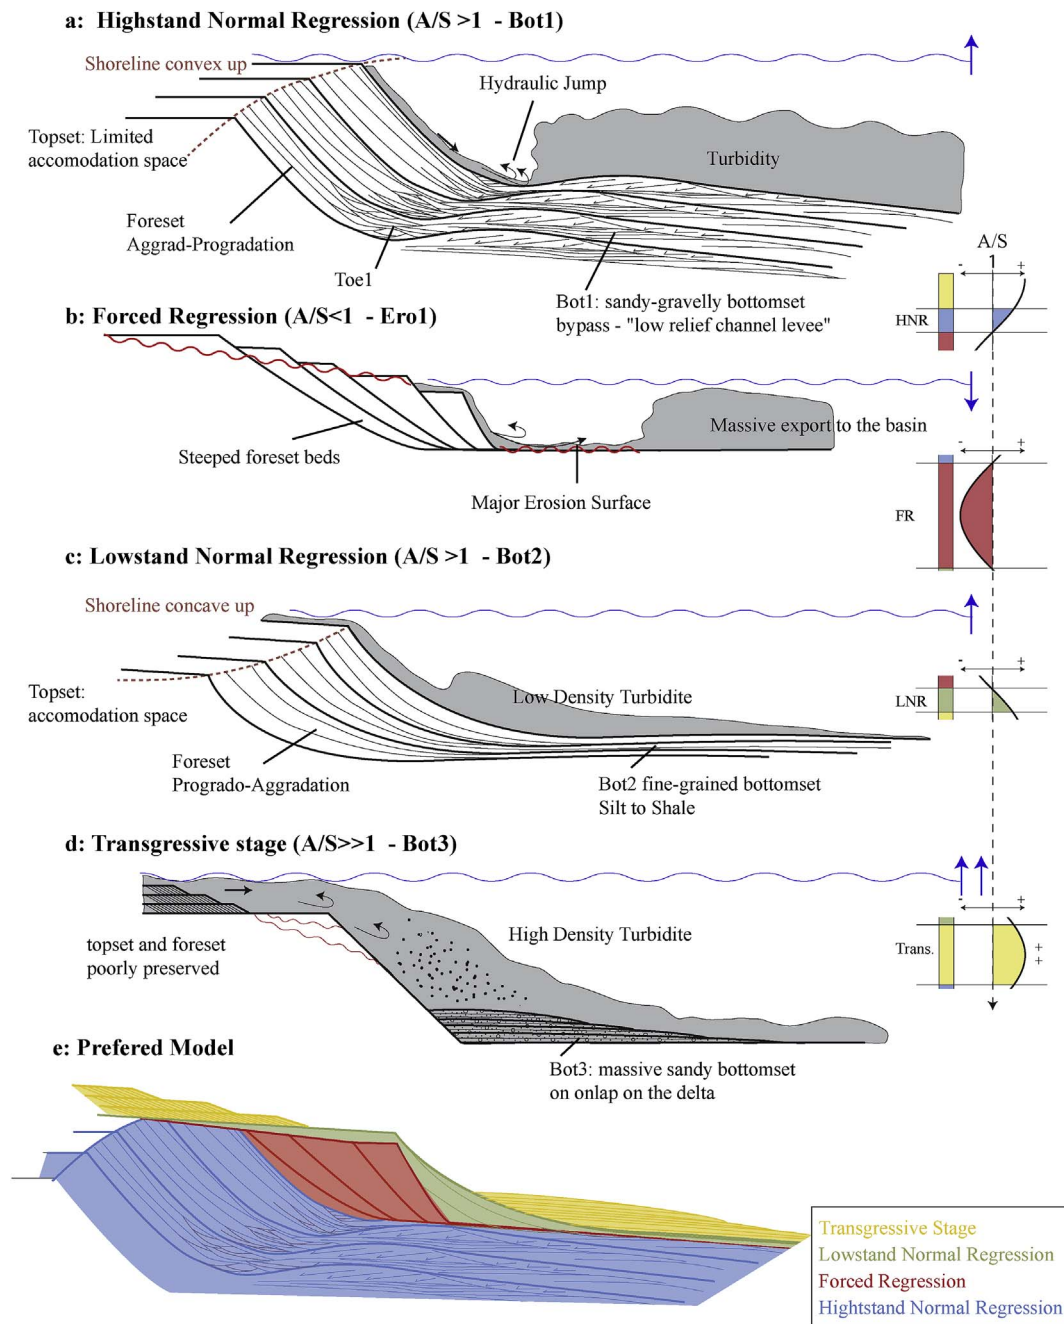 a: Highstand Normal Regression (A/S >1 - Bot1)
Shoreline convex up
Hydraulic Jump
Topset: Limited
accomodation space
Turbidity
Foreset
Aggrad-Progradation
Toe1
Bot1: sandy-gravelly bottomset
bypass - "low relief channel levee"
A/S
- 1 +
HNR
b: Forced Regression (A/S<1 - Ero1)
Massive export to the basin
Steeped foreset beds
Major Erosion Surface
- +
FR
c: Lowstand Normal Regression (A/S >1 - Bot2)
Shoreline concave up
Topset:
accomodation space
Low Density Turbidite
Foreset
Progrado-Aggradation
Bot2 fine-grained bottomset
Silt to Shale
- +
LNR
d: Transgressive stage (A/S>>1 - Bot3)
topset and foreset
poorly preserved
High Density Turbidite
Bot3: massive sandy bottomset
on onlap on the delta
- +
Trans.
+
+
e: Prefered Model
Transgressive Stage
Lowstand Normal Regression
Forced Regression
Hightstand Normal Regression